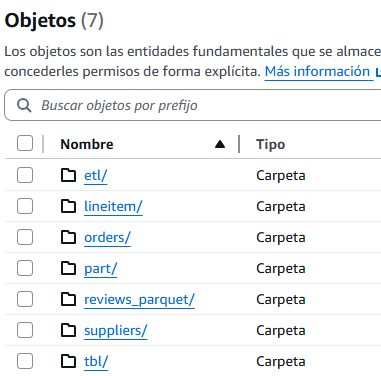 Objetos (7)
Los objetos son las entidades fundamentales que se almace
concederles permisos de forma explícita. Más información
Buscar objetos por prefijo
Nombre Tipo
etl/ Carpeta
lineitem/ Carpeta
orders/ Carpeta
part/ Carpeta
reviews_parquet/ Carpeta
suppliers/ Carpeta
tbl/ Carpeta